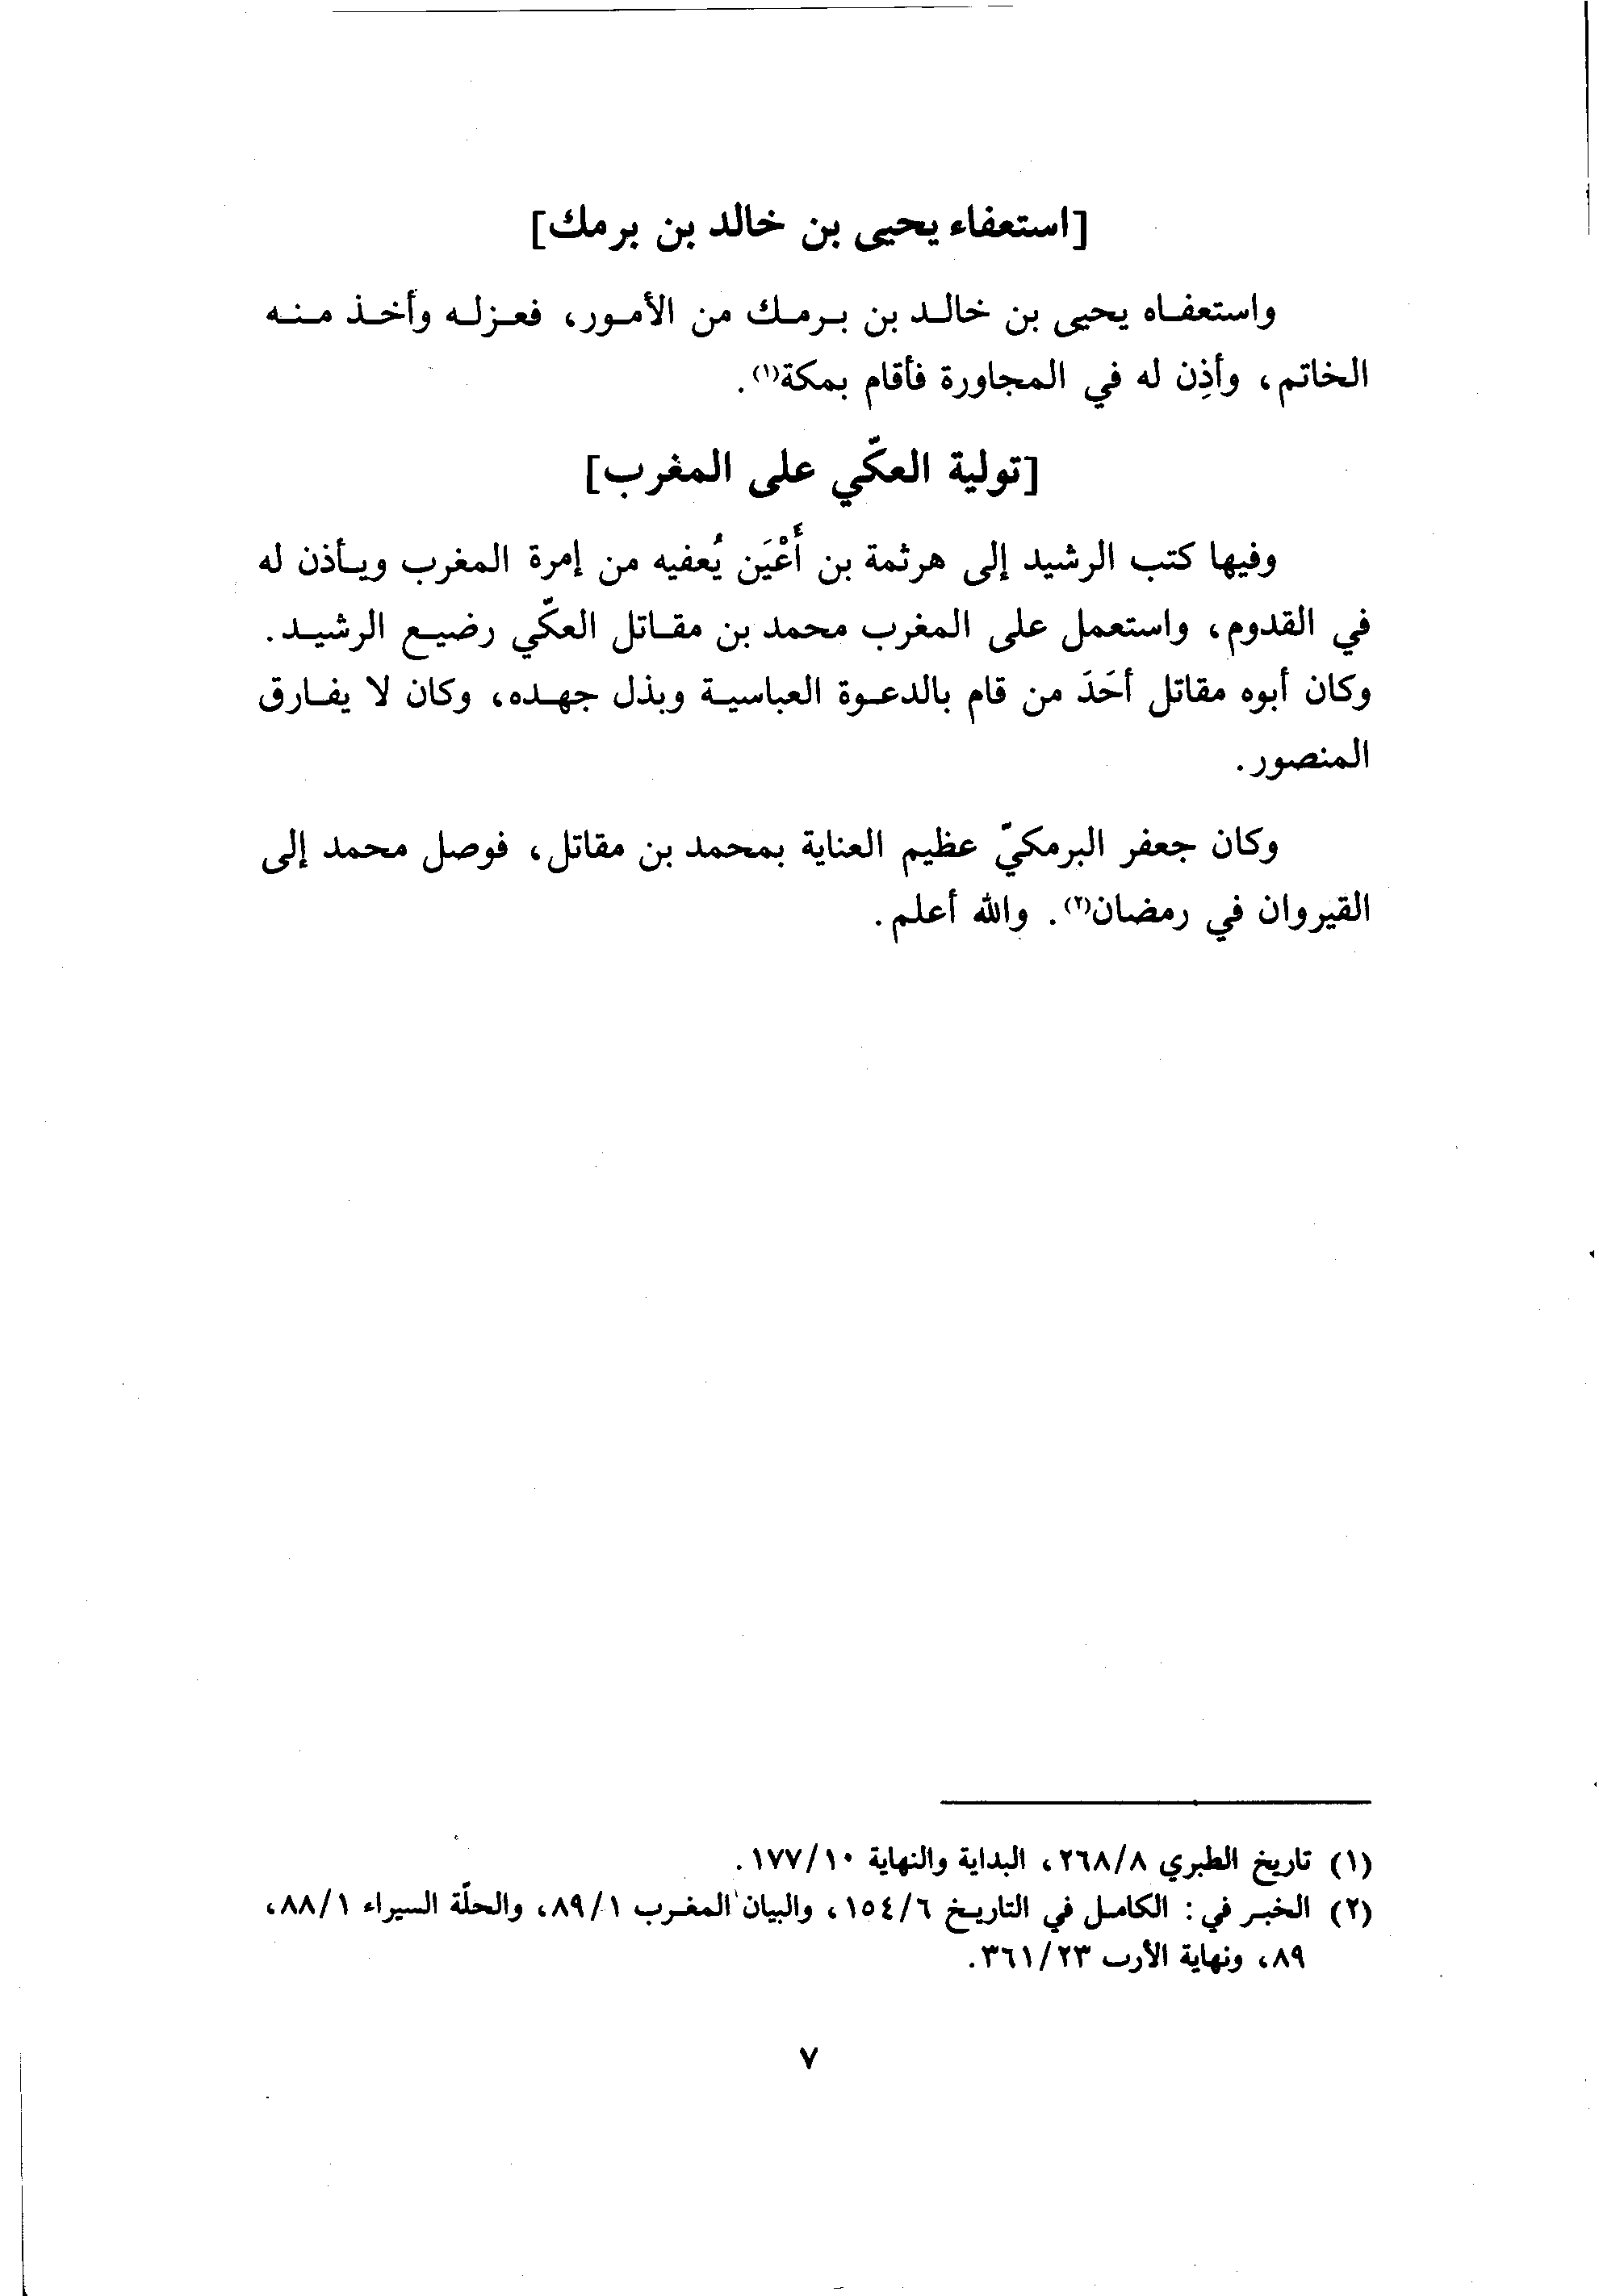 [استعفاء يحيى بن خالد بن برمك]
واستعفاه يحيى بن خالد بن برمك من الأمور، فعزله وأخذ منه
الخاتم، وأذِن له في المجاورة فأقام بمكة(١).
[تولية العكّي على المغرب]
وفيها كتب الرشيد إلى هرثمة بن أَعْيَن يُعفيه من إمرة المغرب ويأذن له
في القدوم، واستعمل على المغرب محمد بن مقاتل العكّي رضيع الرشيد.
وكان أبوه مقاتل أحَدَ من قام بالدعوة العباسية وبذل جهده، وكان لا يفارق
المنصور.
وكان جعفر البرمكيّ عظيم العناية بمحمد بن مقاتل، فوصل محمد إلى
القيروان في رمضان(٢). والله أعلم.
(١) تاريخ الطبري ٢٦٨/٨، البداية والنهاية ١٧٧/١٠.
(٢) الخبر في: الكامل في التاريخ ١٥٤/٦، والبيان المغرب ٨٩/١، والحلّة السيراء ٨٨/١،
٨٩، ونهاية الأرب ٣٦١/٢٣.
٧